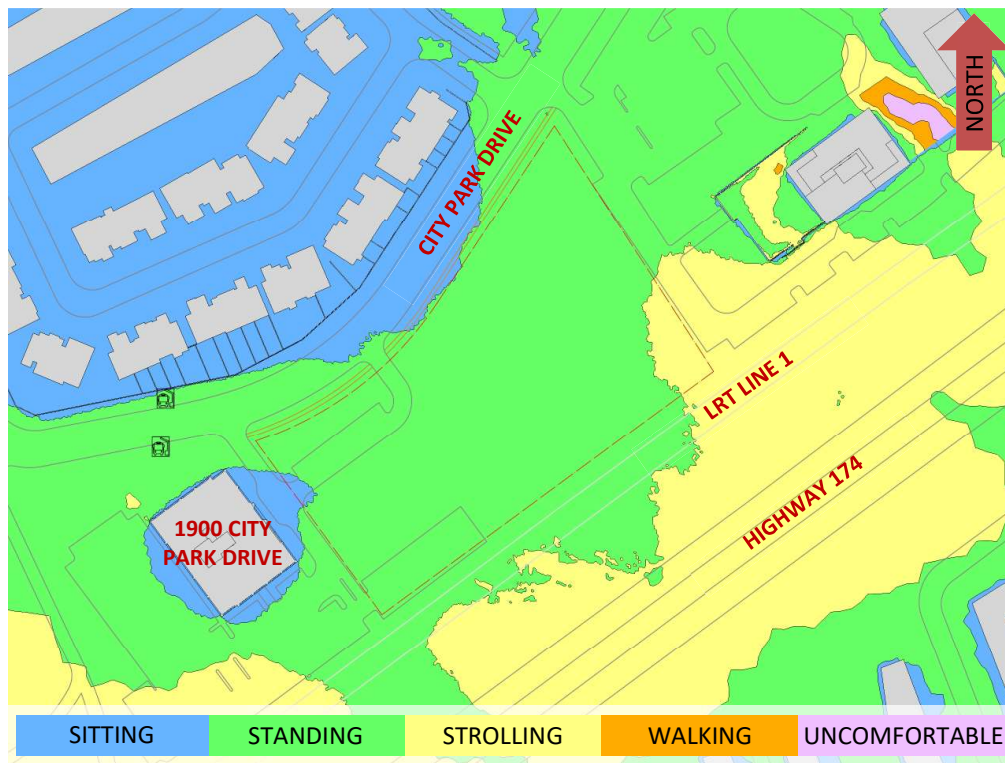 NORTH
CITY PARK DRIVE
LRT LINE 1
HIGHWAY 174
1900 CITY
PARK DRIVE
SITTING
STANDING
STROLLING
WALKING
UNCOMFORTABLE